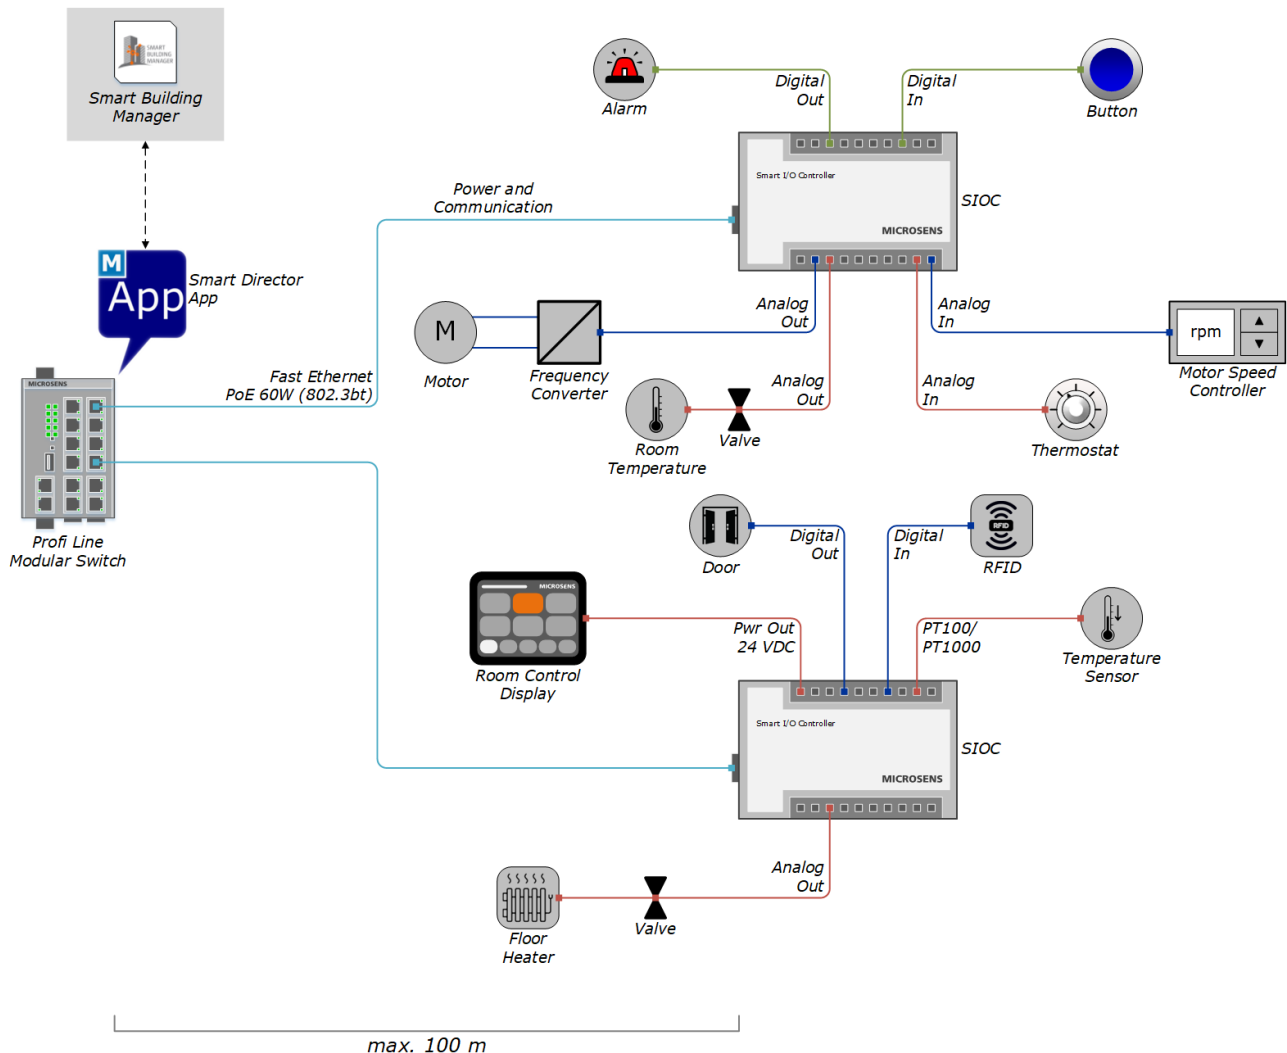 SMART
BUILDING
MANAGER
Smart Building
Manager
M
App
Smart Director
App
MICROSENS
Profi Line
Modular Switch
Fast Ethernet
PoE 60W (802.3bt)
Power and
Communication
Alarm
Digital
Out
Digital
In
Button
Smart I/O Controller
MICROSENS
SIOC
M
Motor
Frequency
Converter
Analog
Out
Analog
In
rpm
Motor Speed
Controller
Room
Temperature
Valve
Analog
Out
Analog
In
Thermostat
Door
Digital
Out
Digital
In
RFID
RFID
MICROSENS
Room Control
Display
Pwr Out
24 VDC
PT100/
PT1000
Temperature
Sensor
Smart I/O Controller
MICROSENS
SIOC
Analog
Out
Floor
Heater
Valve
max. 100 m